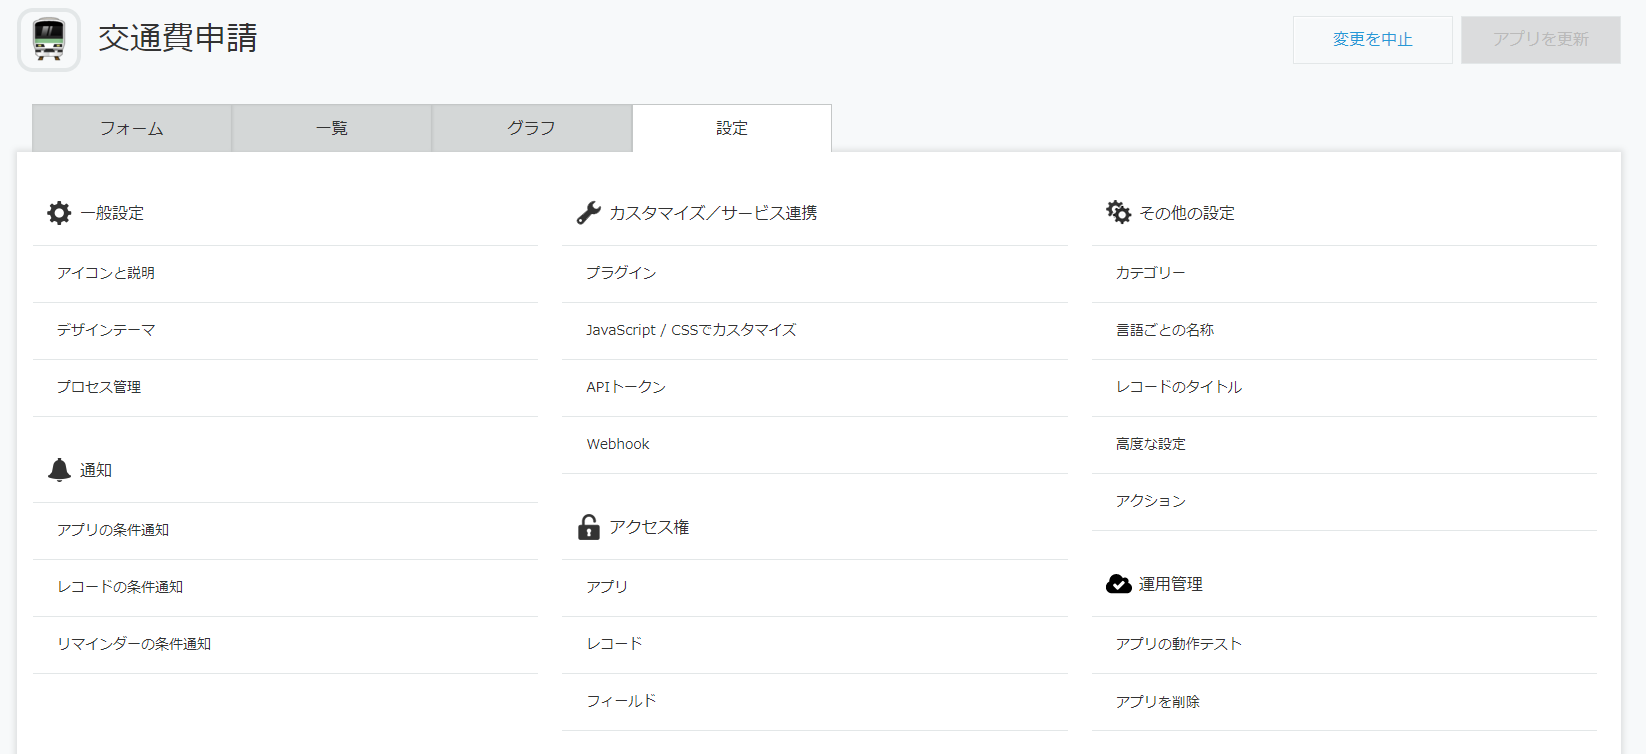 交通費申請
変更を中止
アプリを更新
フォーム
一覧
グラフ
設定
一般設定
アイコンと説明
デザインテーマ
プロセス管理
通知
アプリの条件通知
レコードの条件通知
リマインダーの条件通知
カスタマイズ／サービス連携
プラグイン
JavaScript / CSSでカスタマイズ
APIトークン
Webhook
アクセス権
アプリ
レコード
フィールド
その他の設定
カテゴリー
言語ごとの名称
レコードのタイトル
高度な設定
アクション
運用管理
アプリの動作テスト
アプリを削除